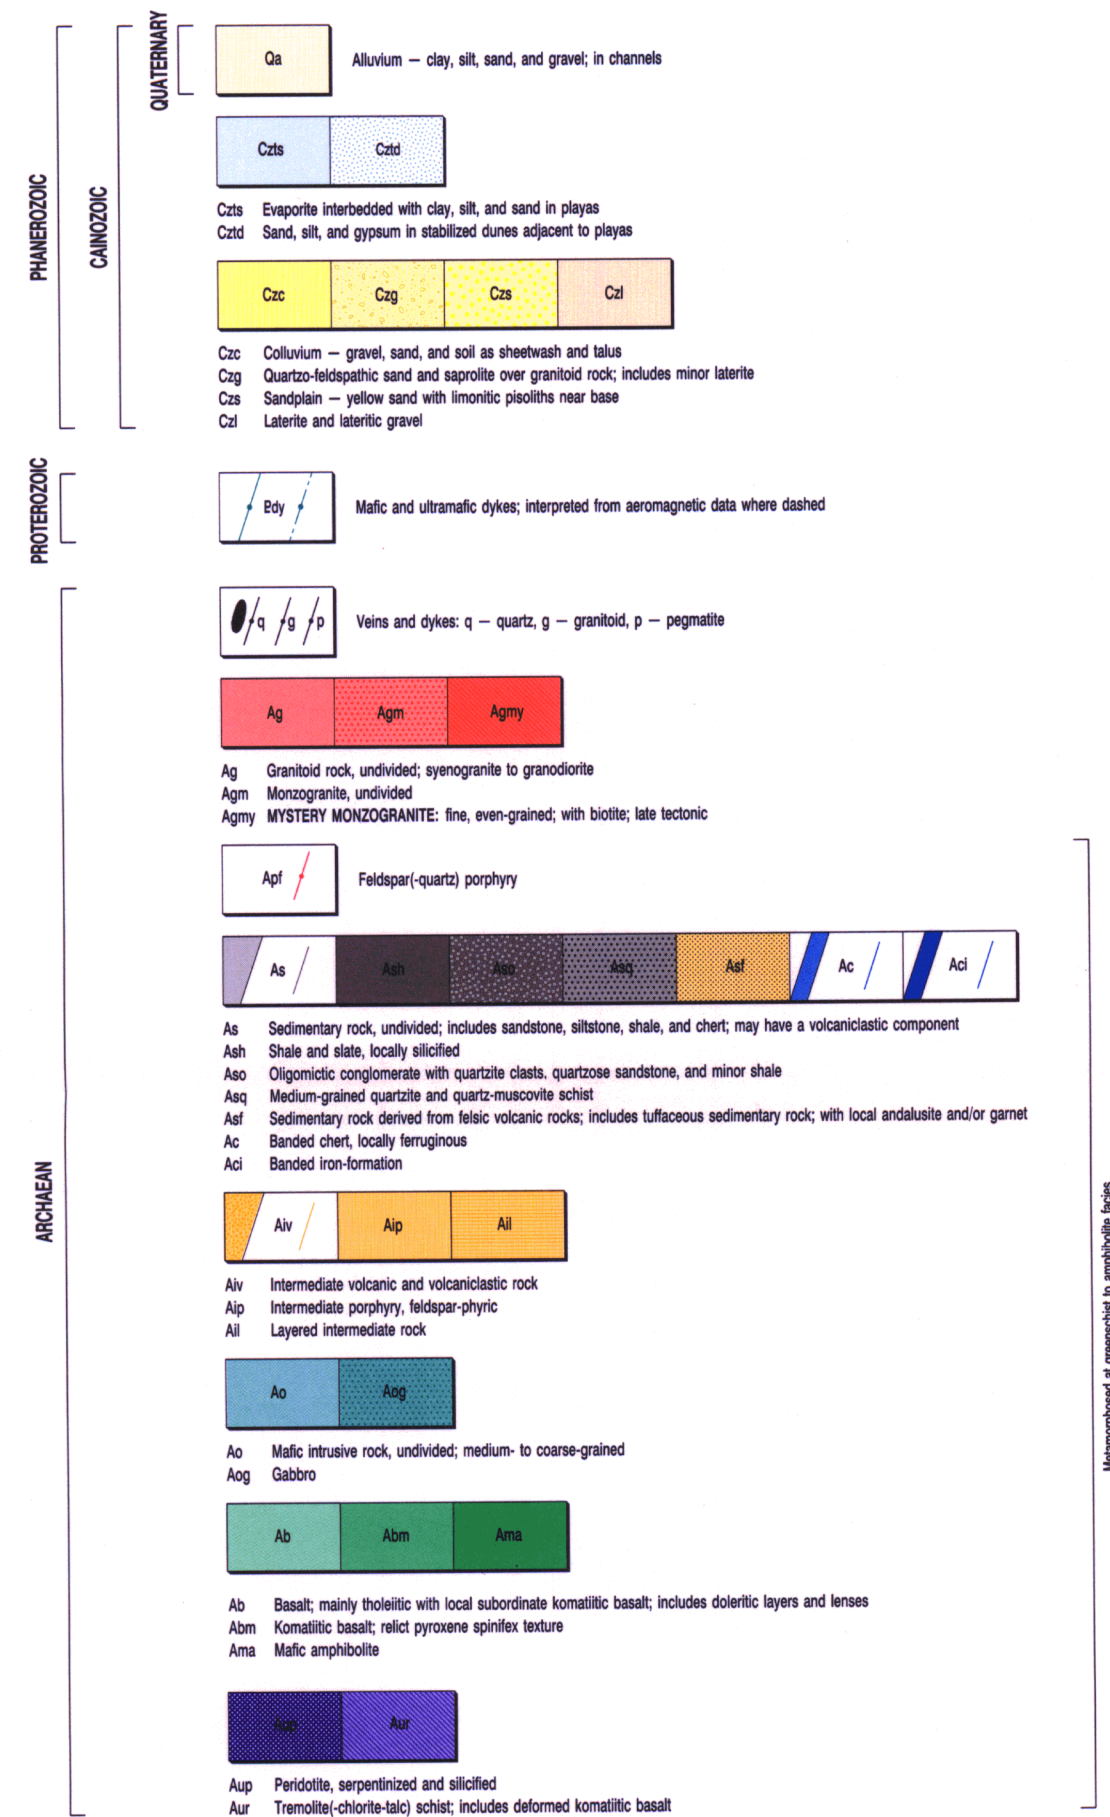 QUATERNARY
PHANEROZOIC
CAINOZOIC
Qa
Alluvium — clay, silt, sand, and gravel; in channels
Czts Cztd
Czts Evaporite interbedded with clay, silt, and sand in playas
Cztd Sand, silt, and gypsum in stabilized dunes adjacent to playas
Czc Czg Czs Czl
Czc Colluvium — gravel, sand, and soil as sheetwash and talus
Czg Quartzo-feldspathic sand and saprolite over granitoid rock; includes minor laterite
Czs Sandplain — yellow sand with limonitic pisoliths near base
Czl Laterite and lateritic gravel
PROTEROZOIC
Pdy
Mafic and ultramafic dykes; interpreted from aeromagnetic data where dashed
ARCHAEAN
q g p
Veins and dykes: q — quartz, g — granitoid, p — pegmatite
Ag Agm Agmy
Ag Granitoid rock, undivided; syenogranite to granodiorite
Agm Monzogranite, undivided
Agmy MYSTERY MONZOGRANITE: fine, even-grained; with biotite; late tectonic
Apf
Feldspar(-quartz) porphyry
As Ash Aso Asq Asf Ac Aci
As Sedimentary rock, undivided; includes sandstone, siltstone, shale, and chert; may have a volcaniclastic component
Ash Shale and slate, locally silicified
Aso Oligomictic conglomerate with quartzite clasts, quartzose sandstone, and minor shale
Asq Medium-grained quartzite and quartz-muscovite schist
Asf Sedimentary rock derived from felsic volcanic rocks; includes tuffaceous sedimentary rock; with local andalusite and/or garnet
Ac Banded chert, locally ferruginous
Aci Banded iron-formation
Aiv Aip Ail
Aiv Intermediate volcanic and volcaniclastic rock
Aip Intermediate porphyry, feldspar-phyric
Ail Layered intermediate rock
Ao Aog
Ao Mafic intrusive rock, undivided; medium- to coarse-grained
Aog Gabbro
Ab Abm Ama
Ab Basalt; mainly tholeiitic with local subordinate komatiitic basalt; includes doleritic layers and lenses
Abm Komatiitic basalt; relict pyroxene spinifex texture
Ama Mafic amphibolite
Aup Aur
Aup Peridotite, serpentinized and silicified
Aur Tremolite(-chlorite-talc) schist; includes deformed komatiitic basalt
Metamorphosed at greenschist to amphibolite facies